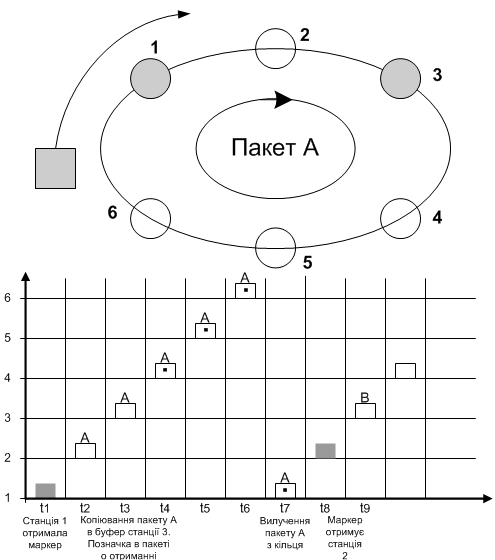 2
1
3
Пакет А
6
4
5
А
6
А
5
А
4
А
В
3
А
2
А
1
t1 t2 t3 t4 t5 t6 t7 t8 t9
Станція 1
отримала
маркер
Копіювання пакету А
в буфер станції 3.
Позначка в пакеті
о отриманні
Вилучення
пакету А
з кільця
Маркер
отримує
станція
2